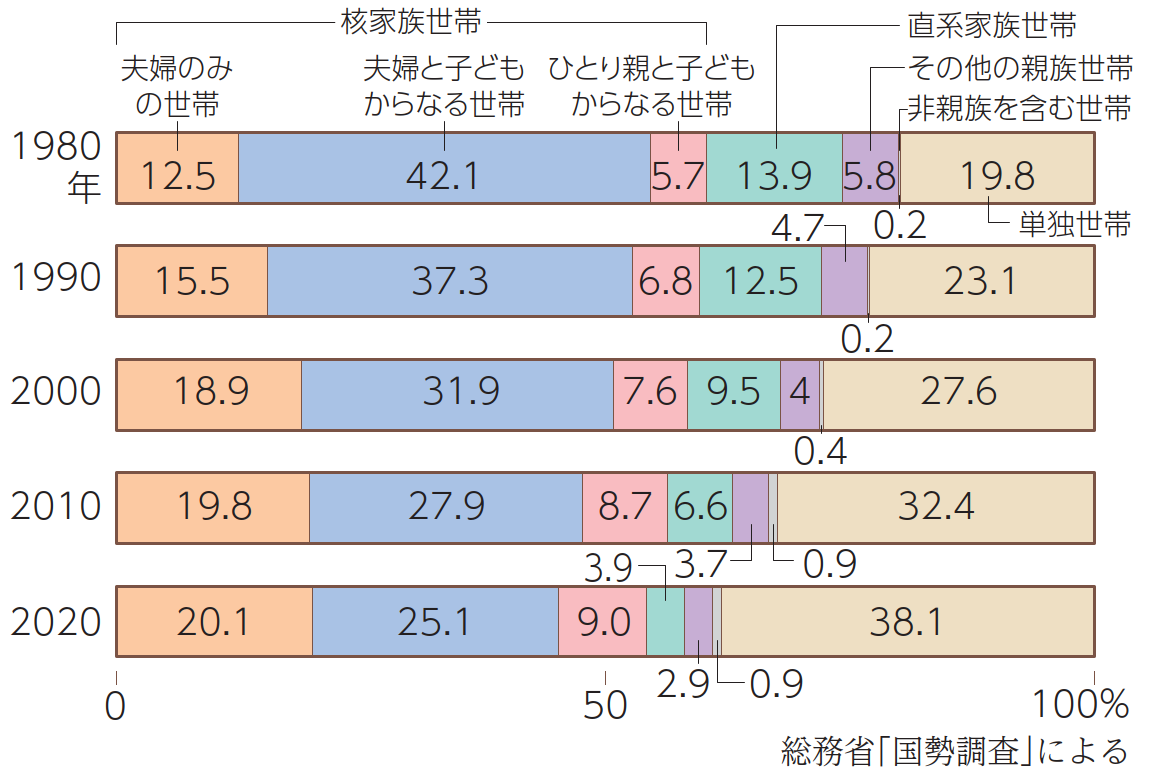 核家族世帯
直系家族世帯
夫婦のみ
の世帯
夫婦と子ども
からなる世帯
ひとり親と子ども
からなる世帯
その他の親族世帯
非親族を含む世帯
1980
年
12.5 42.1 5.7 13.9 5.8 19.8
0.2
単独世帯
4.7
1990 15.5 37.3 6.8 12.5 23.1
0.2
2000 18.9 31.9 7.6 9.5 4 27.6
0.4
2010 19.8 27.9 8.7 6.6 32.4
3.9 3.7 0.9
2020 20.1 25.1 9.0 38.1
2.9 0.9
0 50 100%
総務省「国勢調査」による